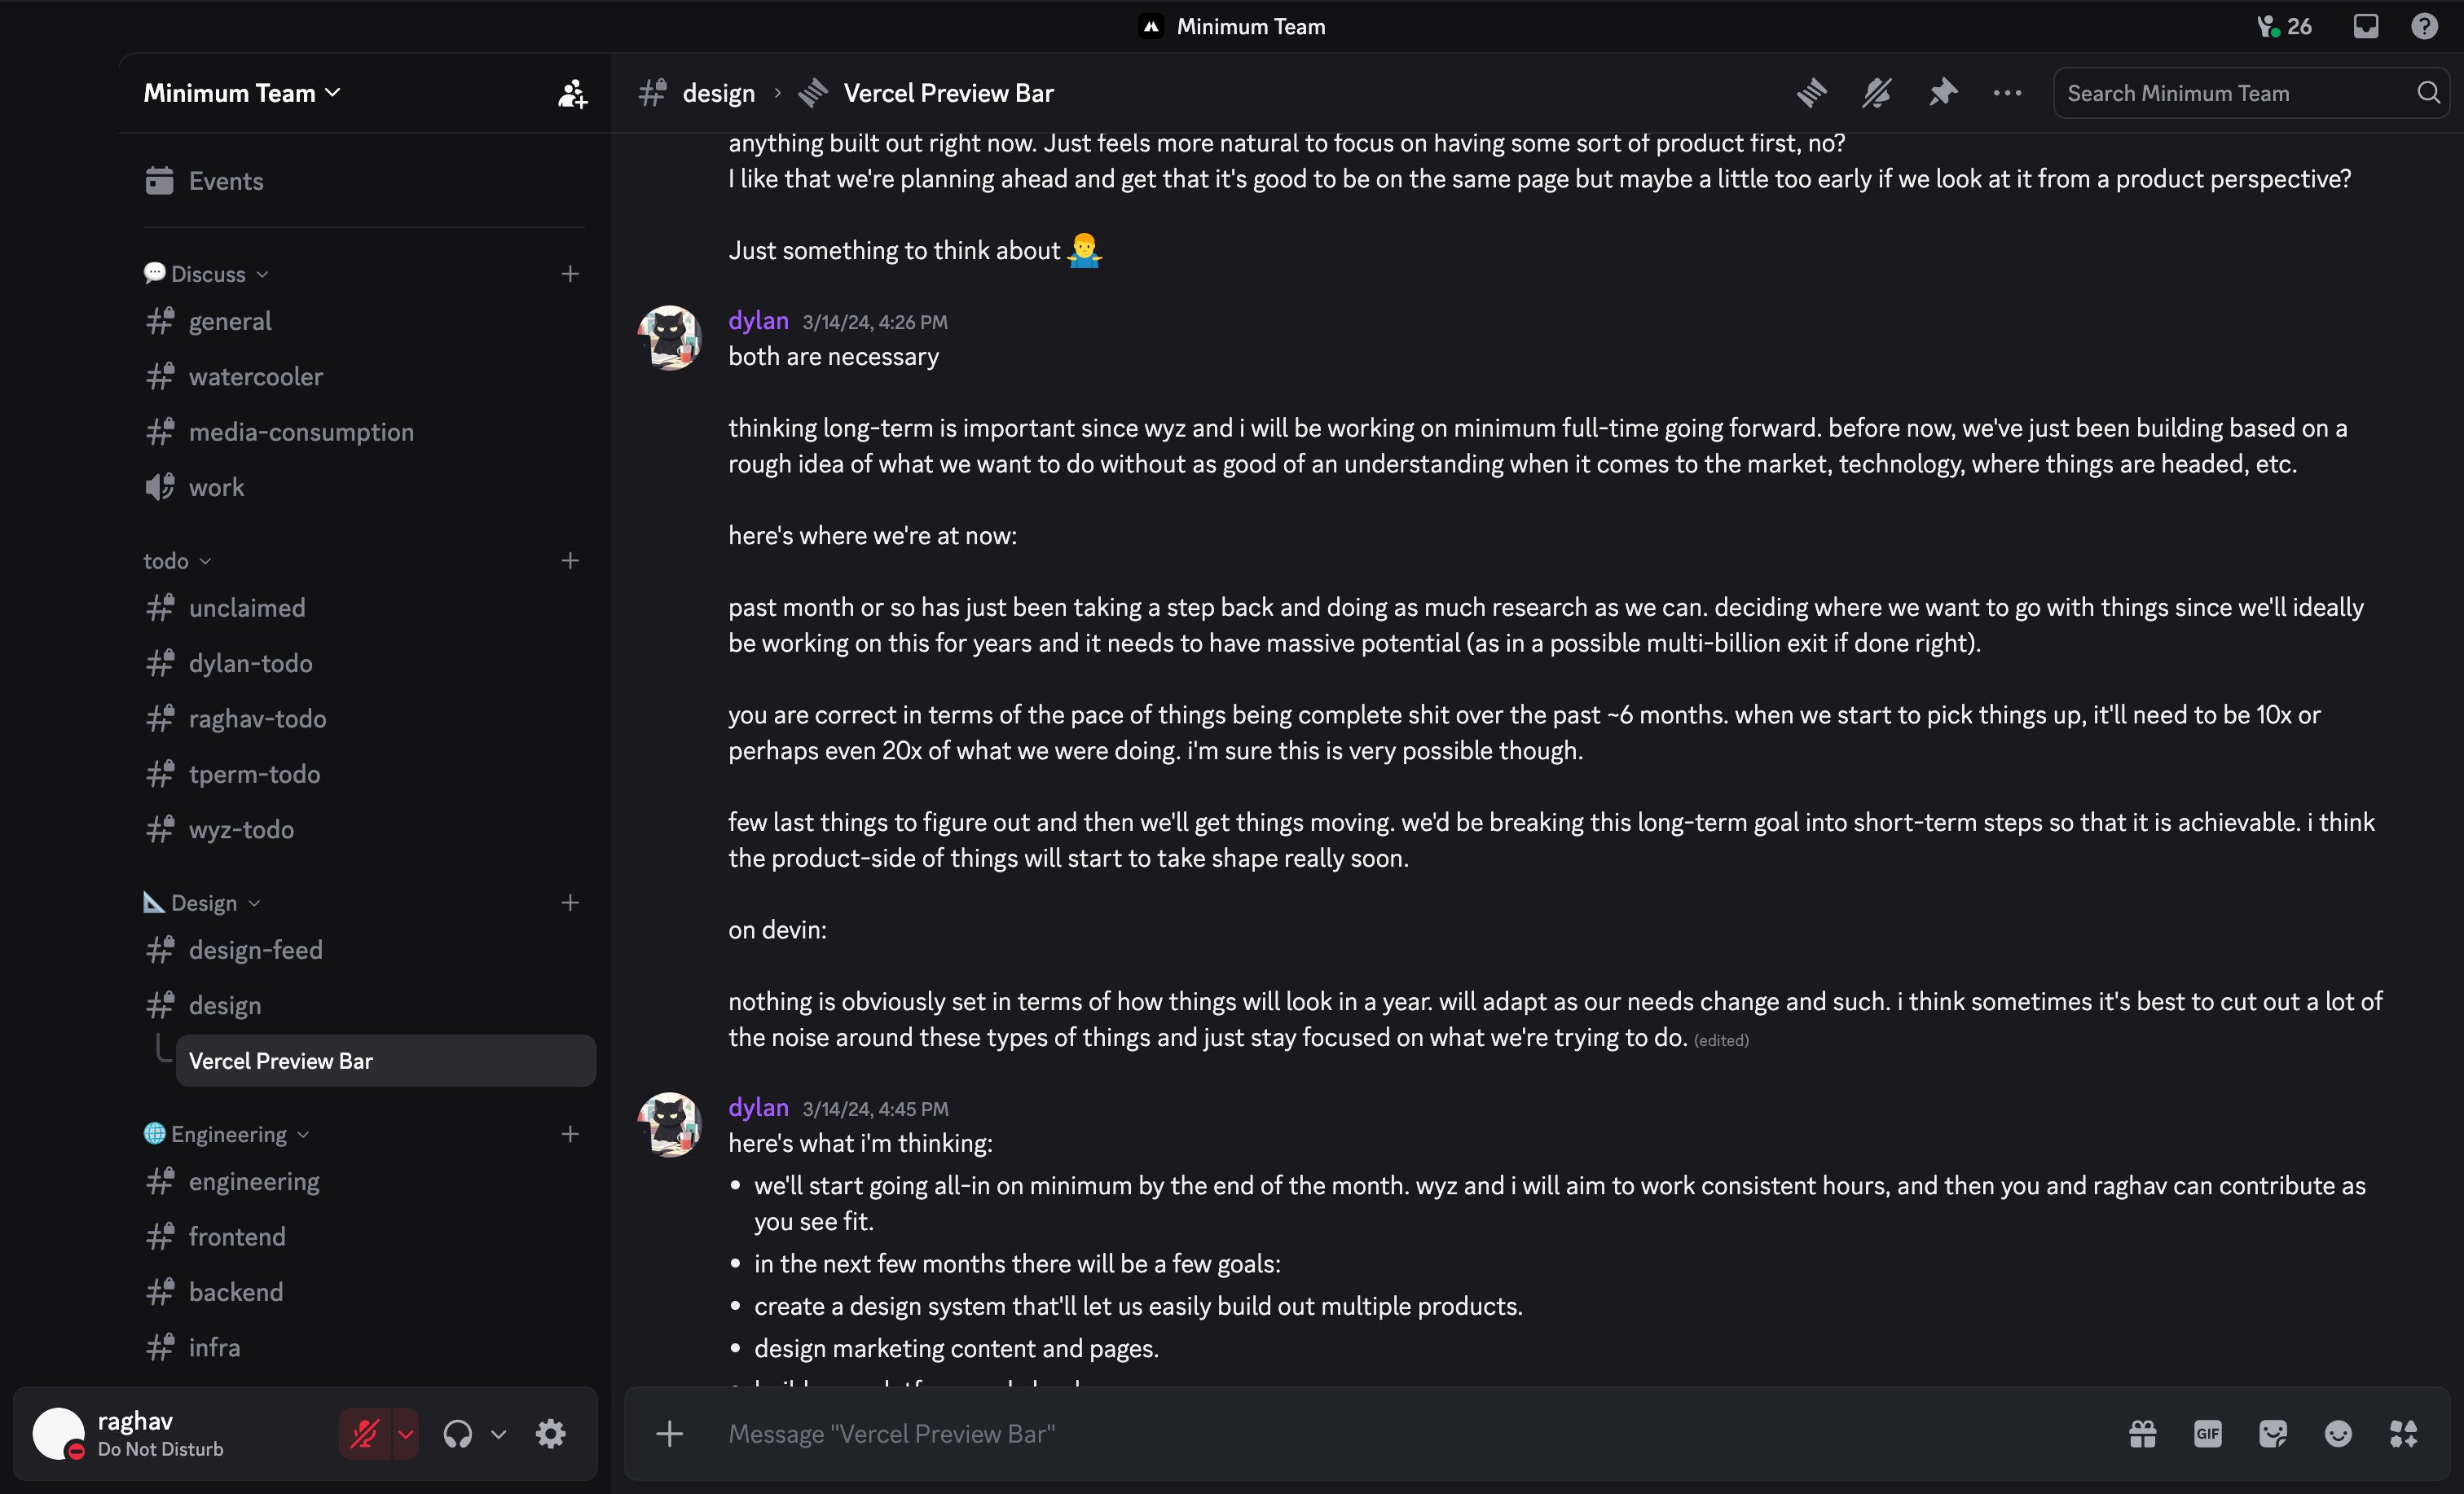 Minimum Team
26
Minimum Team
Events
Discuss
general
watercooler
media-consumption
work
todo
unclaimed
dylan-todo
raghav-todo
tperm-todo
wyz-todo
Design
design-feed
design
Vercel Preview Bar
Engineering
engineering
frontend
backend
infra
raghav
Do Not Disturb
design
Vercel Preview Bar
Search Minimum Team
anything built out right now. Just feels more natural to focus on having some sort of product first, no?
I like that we're planning ahead and get that it's good to be on the same page but maybe a little too early if we look at it from a product perspective?
Just something to think about 🤷‍♂️
dylan 3/14/24, 4:26 PM
both are necessary
thinking long-term is important since wyz and i will be working on minimum full-time going forward. before now, we've just been building based on a
rough idea of what we want to do without as good of an understanding when it comes to the market, technology, where things are headed, etc.
here's where we're at now:
past month or so has just been taking a step back and doing as much research as we can. deciding where we want to go with things since we'll ideally
be working on this for years and it needs to have massive potential (as in a possible multi-billion exit if done right).
you are correct in terms of the pace of things being complete shit over the past ~6 months. when we start to pick things up, it'll need to be 10x or
perhaps even 20x of what we were doing. i'm sure this is very possible though.
few last things to figure out and then we'll get things moving. we'd be breaking this long-term goal into short-term steps so that it is achievable. i think
the product-side of things will start to take shape really soon.
on devin:
nothing is obviously set in terms of how things will look in a year. will adapt as our needs change and such. i think sometimes it's best to cut out a lot of
the noise around these types of things and just stay focused on what we're trying to do. (edited)
dylan 3/14/24, 4:45 PM
here's what i'm thinking:
• we'll start going all-in on minimum by the end of the month. wyz and i will aim to work consistent hours, and then you and raghav can contribute as
you see fit.
• in the next few months there will be a few goals:
• create a design system that'll let us easily build out multiple products.
• design marketing content and pages.
Message "Vercel Preview Bar"
GIF